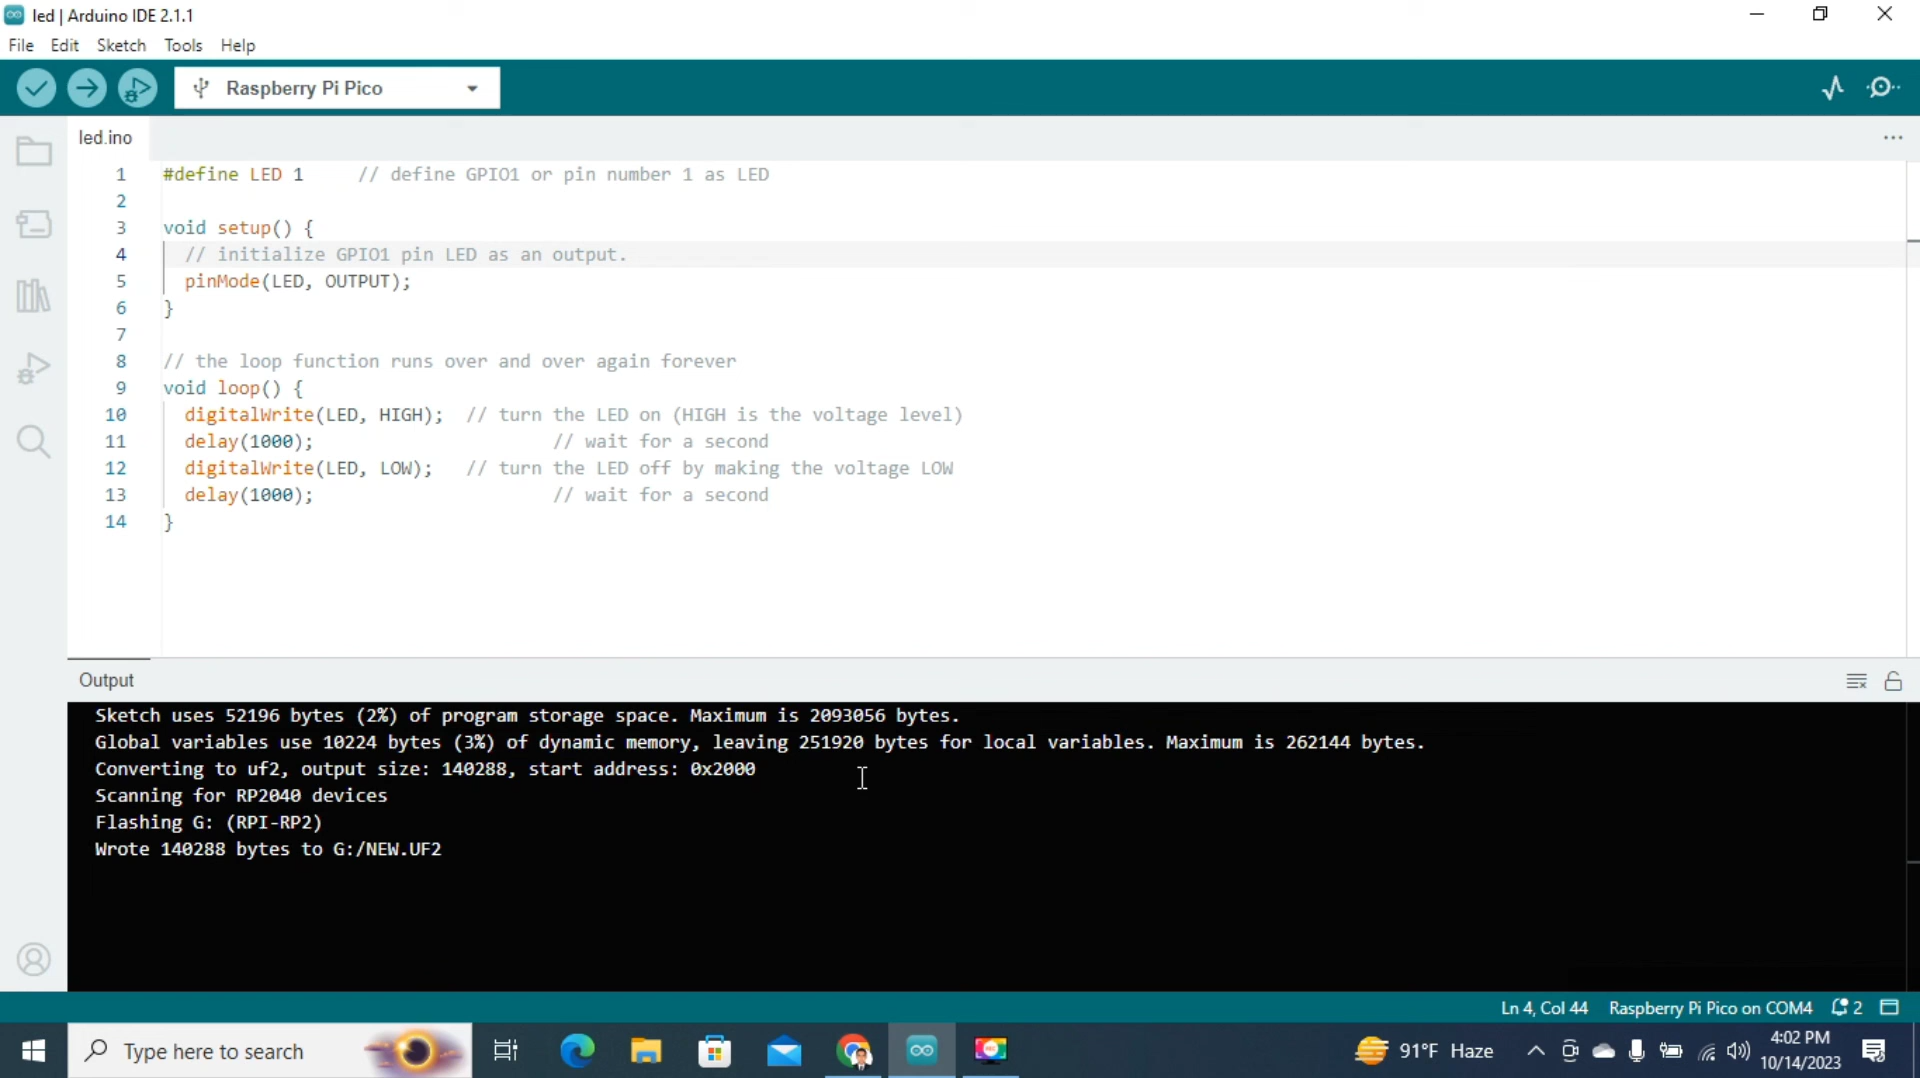 led | Arduino IDE 2.1.1
File Edit Sketch Tools Help
Raspberry Pi Pico
led.ino
1 #define LED 1 // define GPIO1 or pin number 1 as LED
2
3 void setup() {
4 // initialize GPIO1 pin LED as an output.
5 pinMode(LED, OUTPUT);
6 }
7
8 // the loop function runs over and over again forever
9 void loop() {
10 digitalWrite(LED, HIGH); // turn the LED on (HIGH is the voltage level)
11 delay(1000); // wait for a second
12 digitalWrite(LED, LOW); // turn the LED off by making the voltage LOW
13 delay(1000); // wait for a second
14 }
Output
Sketch uses 52196 bytes (2%) of program storage space. Maximum is 2093056 bytes.
Global variables use 10224 bytes (3%) of dynamic memory, leaving 251920 bytes for local variables. Maximum is 262144 bytes.
Converting to uf2, output size: 140288, start address: 0x2000
Scanning for RP2040 devices
Flashing G: (RPI-RP2)
Wrote 140288 bytes to G:/NEW.UF2
Ln 4, Col 44 Raspberry Pi Pico on COM4 2
Type here to search
91°F Haze
4:02 PM
10/14/2023